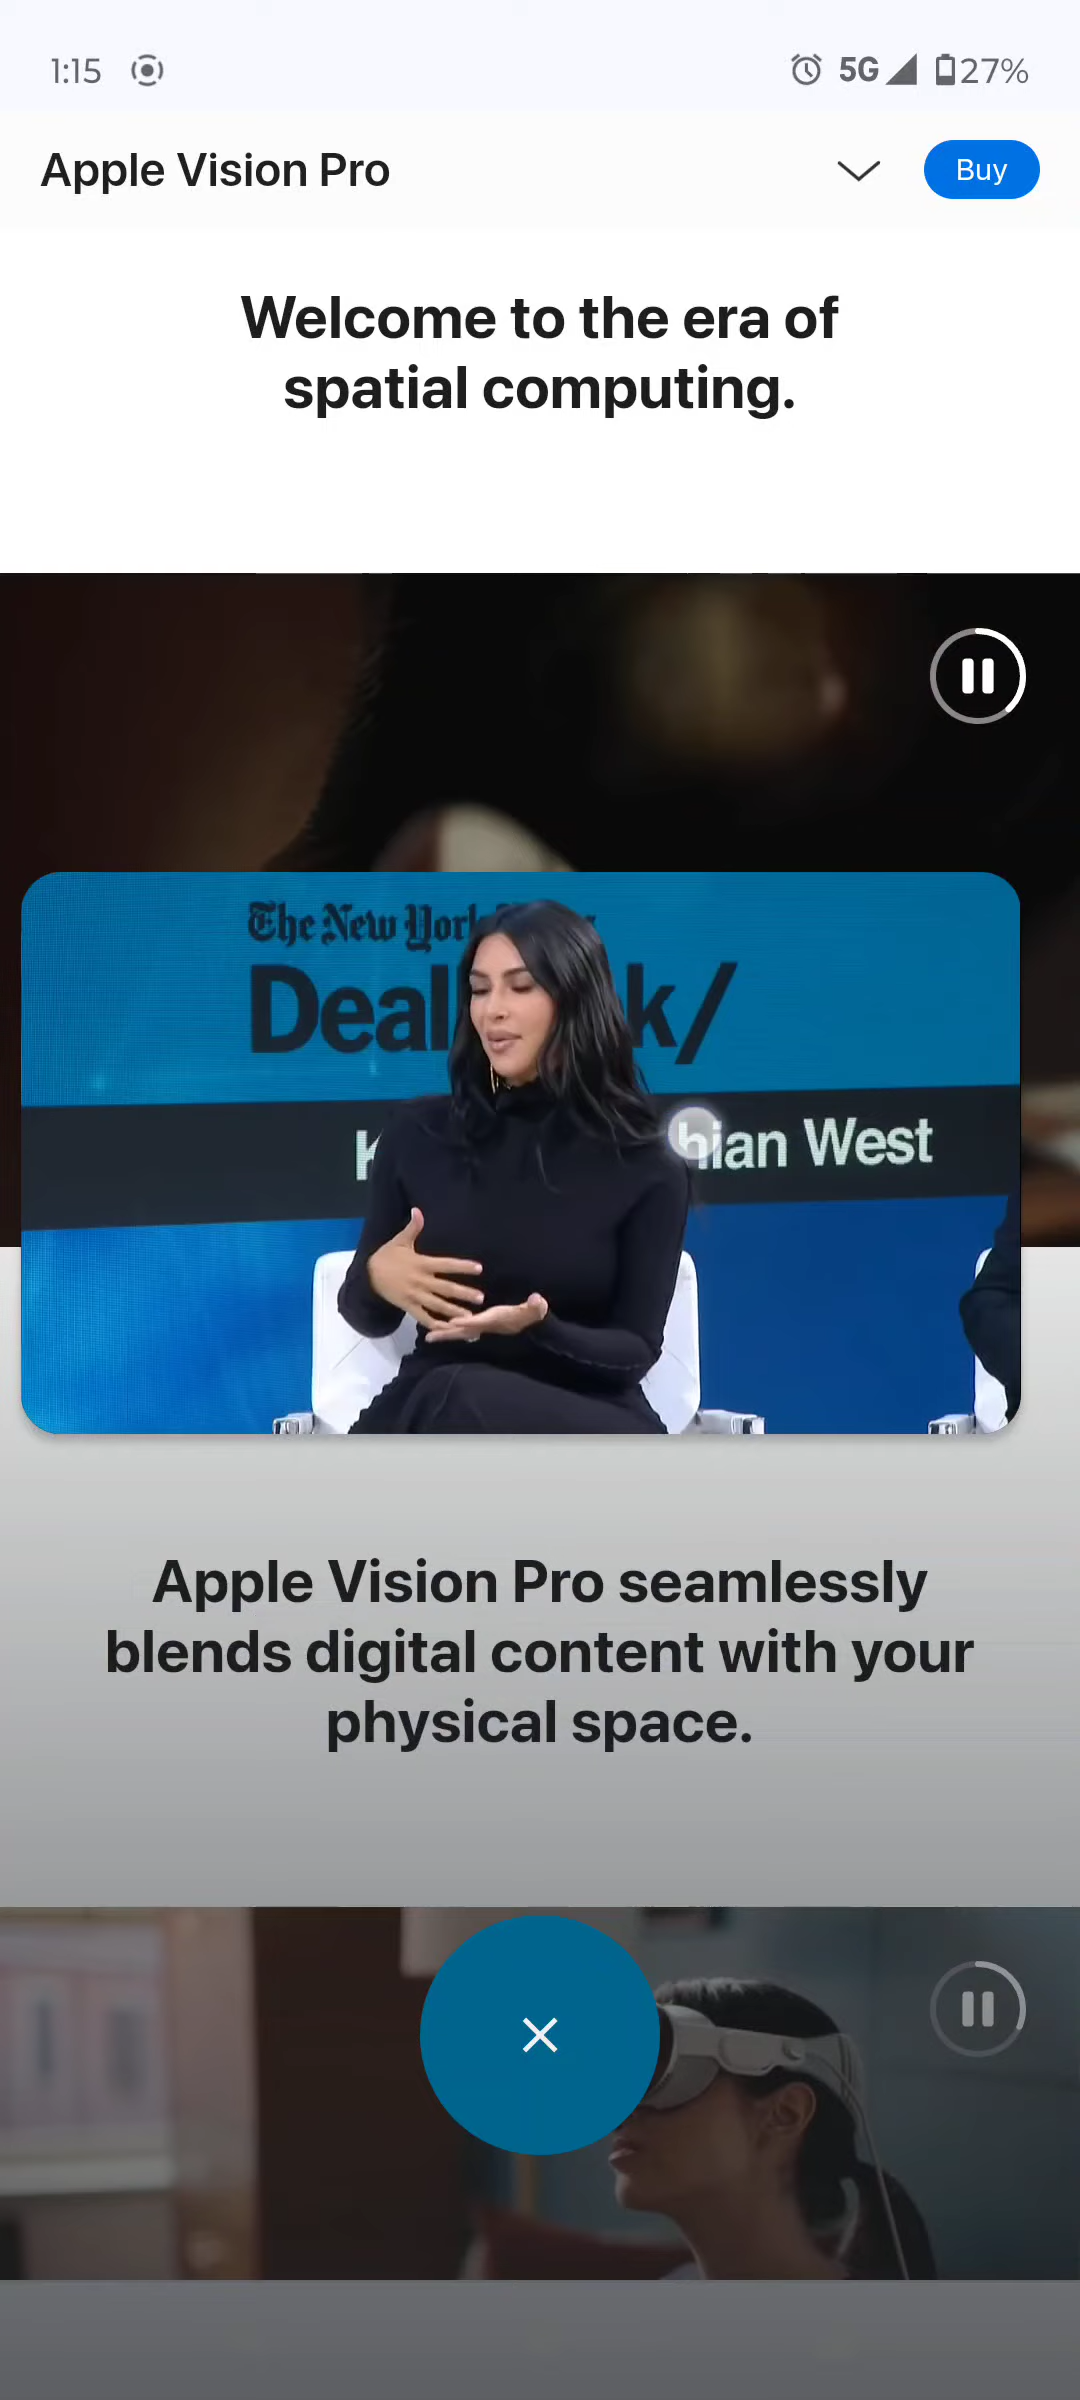 1:15
5G
27%
Apple Vision Pro
Buy
Welcome to the era of
spatial computing.
The New York
Deal k/
K hian West
Apple Vision Pro seamlessly
blends digital content with your
physical space.